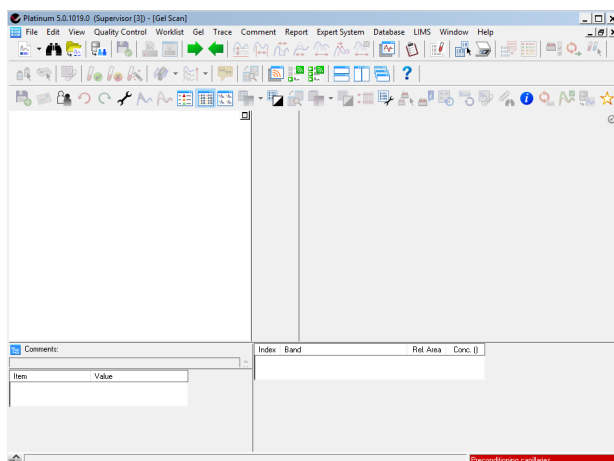 Platinum 5.0.1019.0 (Supervisor [3]) - [Gel Scan]
File Edit View Quality Control Worklist Gel Trace Comment Report Expert System Database LIMS Window Help
Comments:
Item Value
Index Band Rel. Area Conc. ()
Preconditioning capillaries